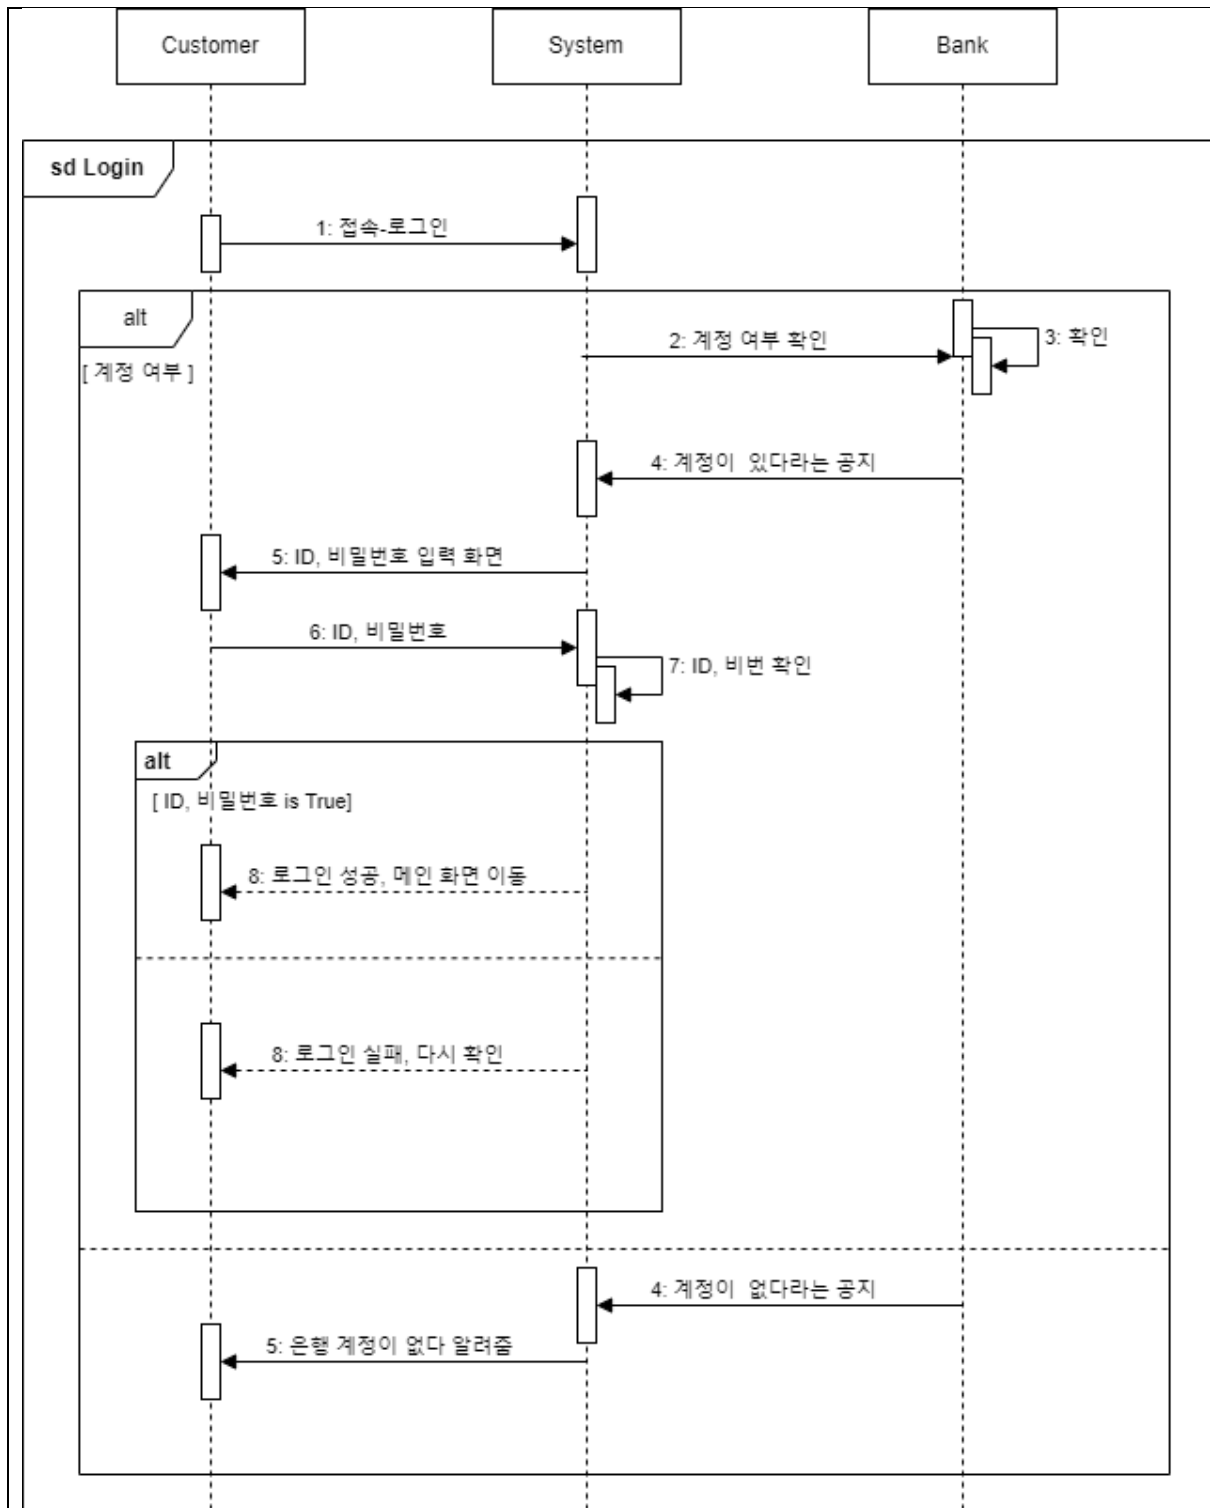 Customer
System
Bank
sd Login
1: 접속-로그인
alt
[ 계정 여부 ]
2: 계정 여부 확인
3: 확인
4: 계정이  있다라는 공지
5: ID, 비밀번호 입력 화면
6: ID, 비밀번호
7: ID, 비번 확인
alt
[ ID, 비밀번호 is True]
8: 로그인 성공, 메인 화면 이동
8: 로그인 실패, 다시 확인
4: 계정이  없다라는 공지
5: 은행 계정이 없다 알려줌